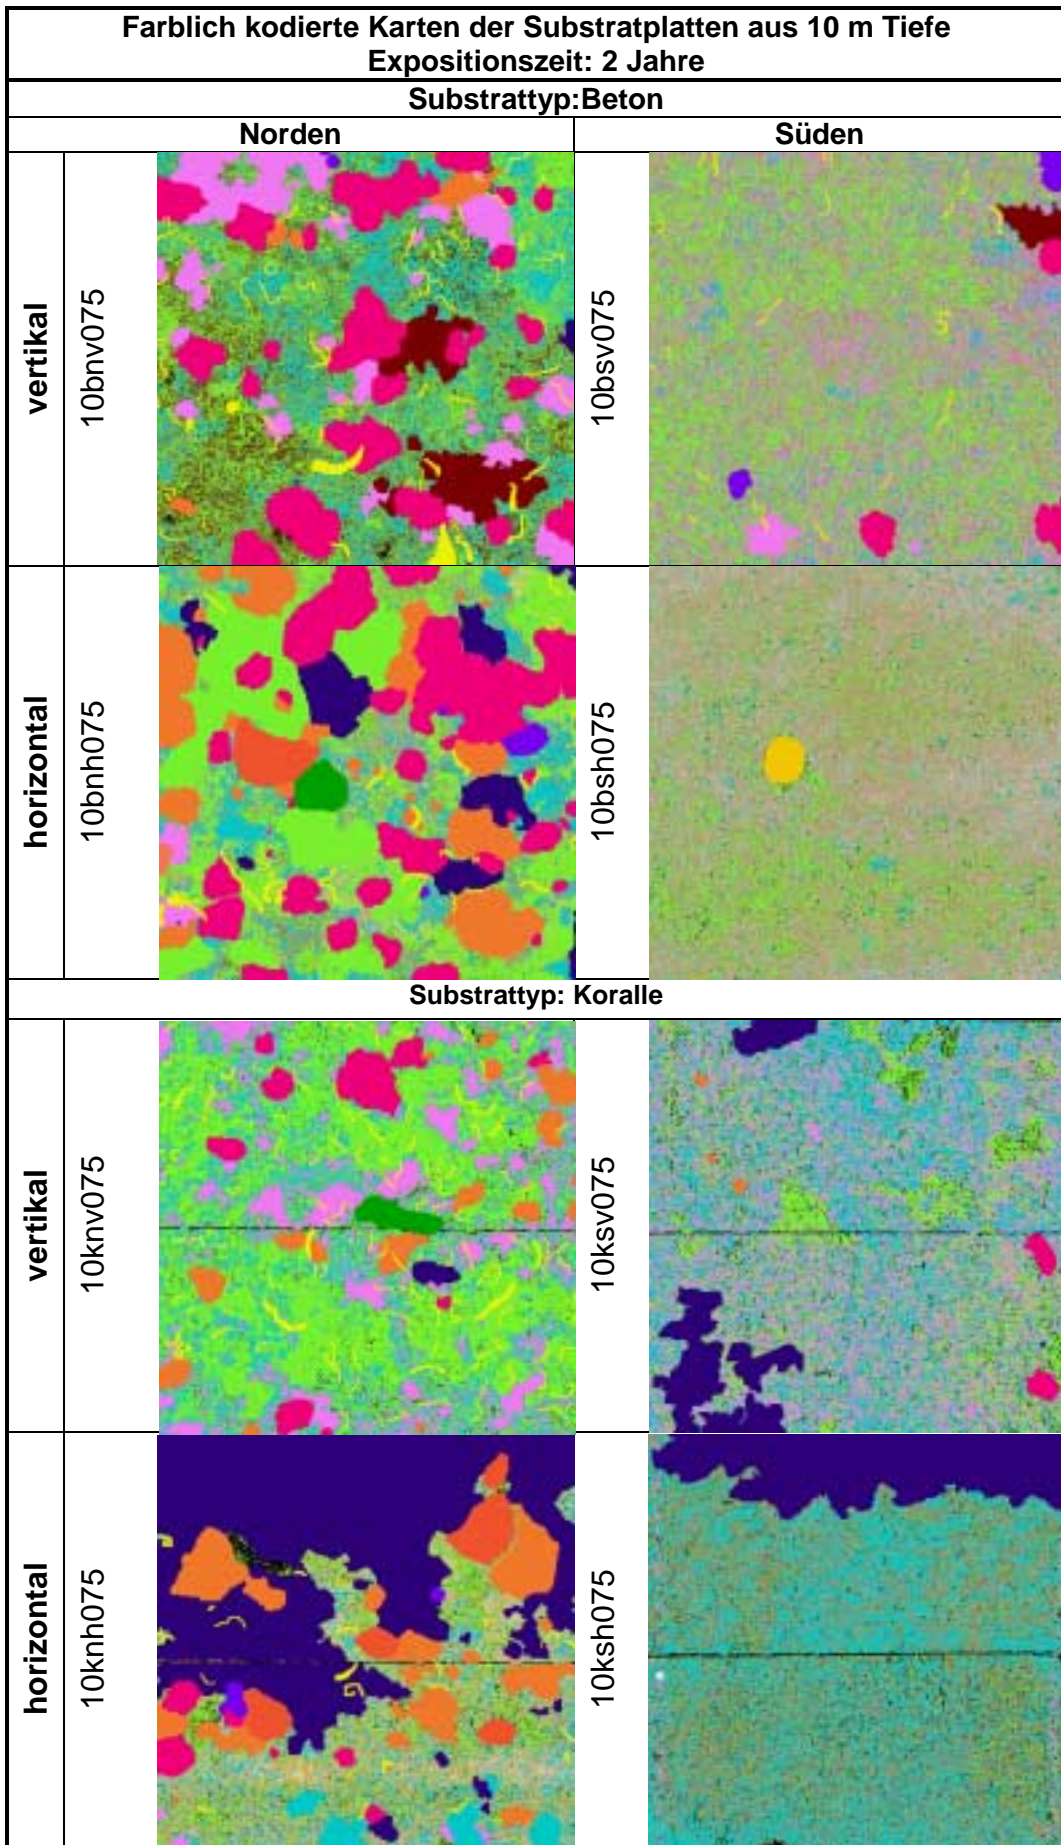 Farblich kodierte Karten der Substratplatten aus 10 m Tiefe
Expositionszeit: 2 Jahre
Substrattyp:Beton
Norden
Süden
vertikal
10bnv075
10bsv075
horizontal
10bnh075
10bsh075
Substrattyp: Koralle
vertikal
10knv075
10ksv075
horizontal
10knh075
10ksh075